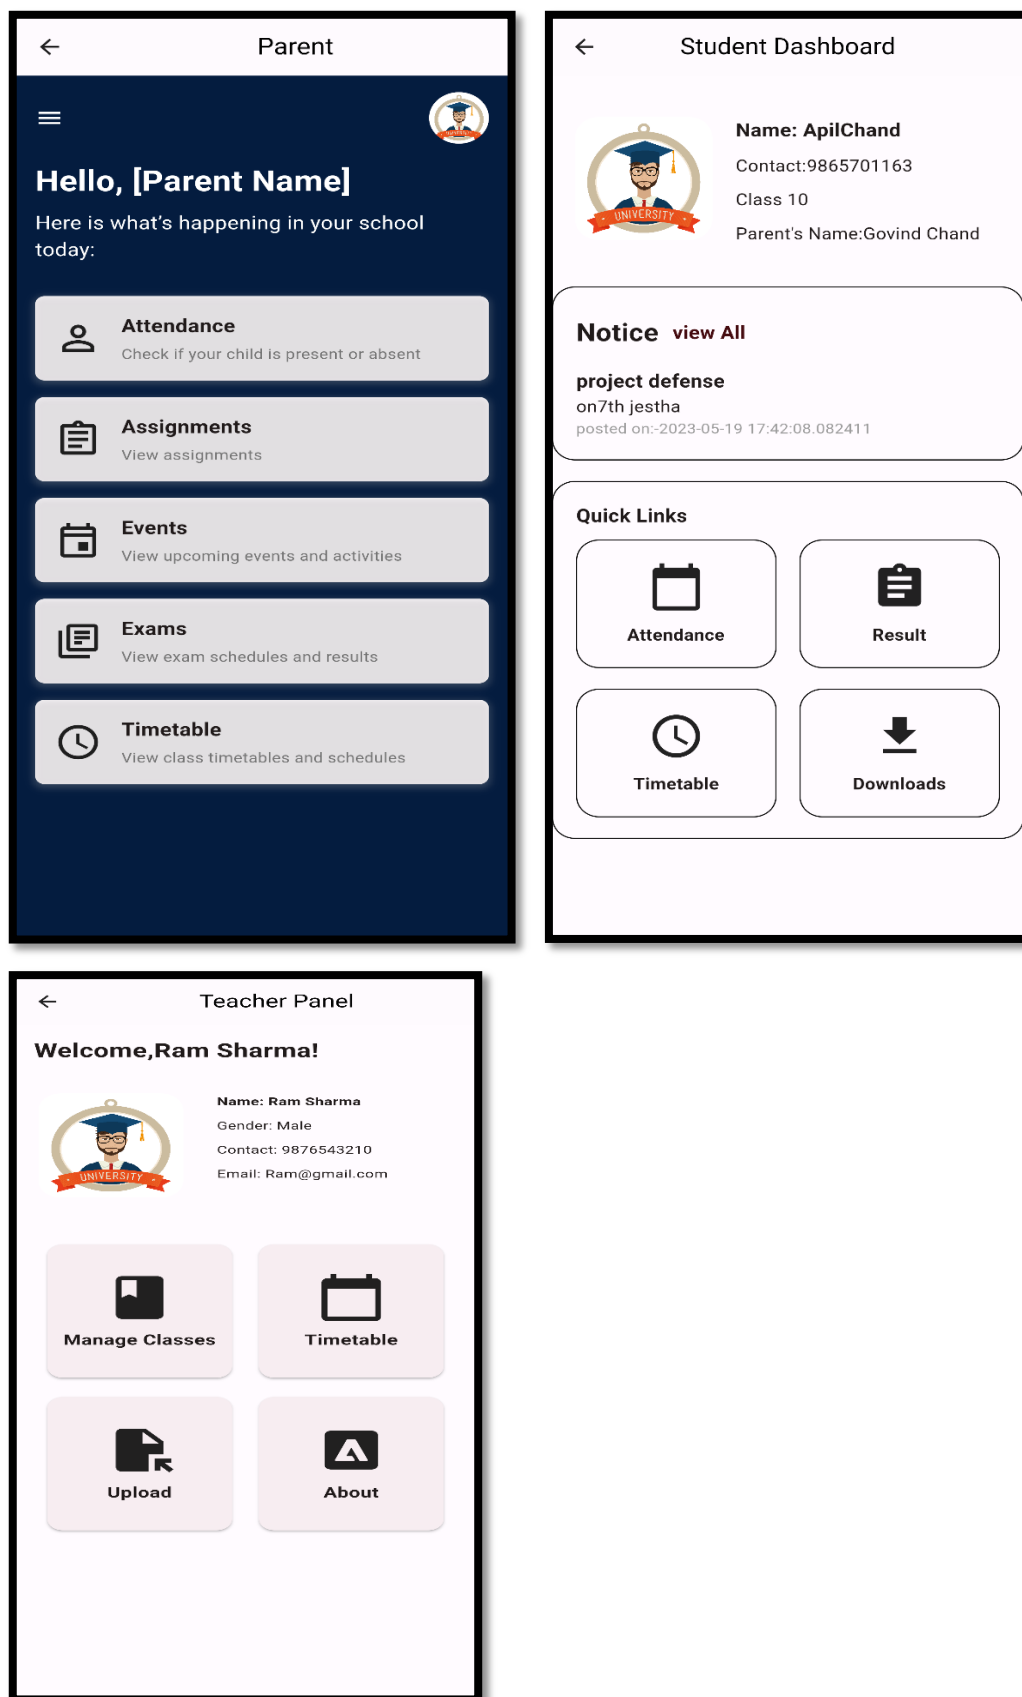 Parent
UNIVERSITY
Hello, [Parent Name]
Here is what's happening in your school
today:
Attendance
Check if your child is present or absent
Assignments
View assignments
Events
View upcoming events and activities
Exams
View exam schedules and results
Timetable
View class timetables and schedules
Student Dashboard
UNIVERSITY
Name: ApilChand
Contact:9865701163
Class 10
Parent's Name:Govind Chand
Notice view All
project defense
on7th jestha
posted on:-2023-05-19 17:42:08.082411
Quick Links
Attendance
Result
Timetable
Downloads
Teacher Panel
Welcome,Ram Sharma!
UNIVERSITY
Name: Ram Sharma
Gender: Male
Contact: 9876543210
Email: Ram@gmail.com
Manage Classes
Timetable
Upload
About